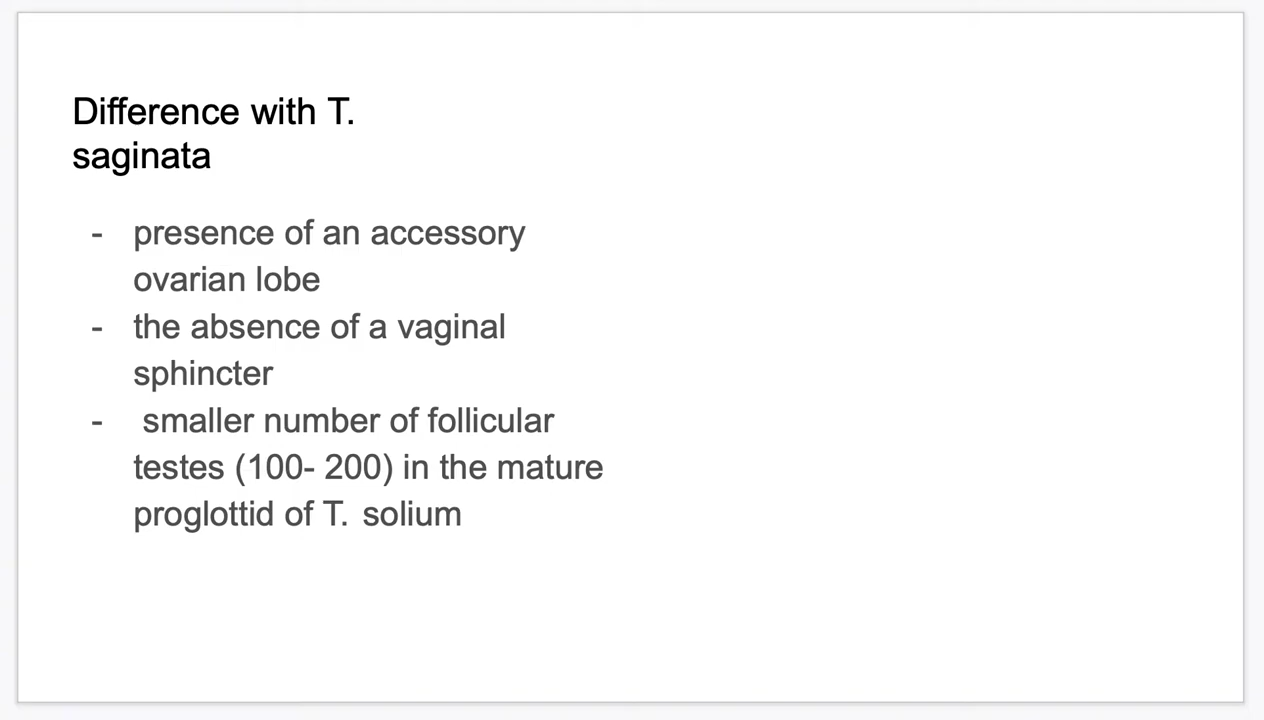 Difference with T.
saginata
- presence of an accessory
ovarian lobe
- the absence of a vaginal
sphincter
- smaller number of follicular
testes (100- 200) in the mature
proglottid of T. solium